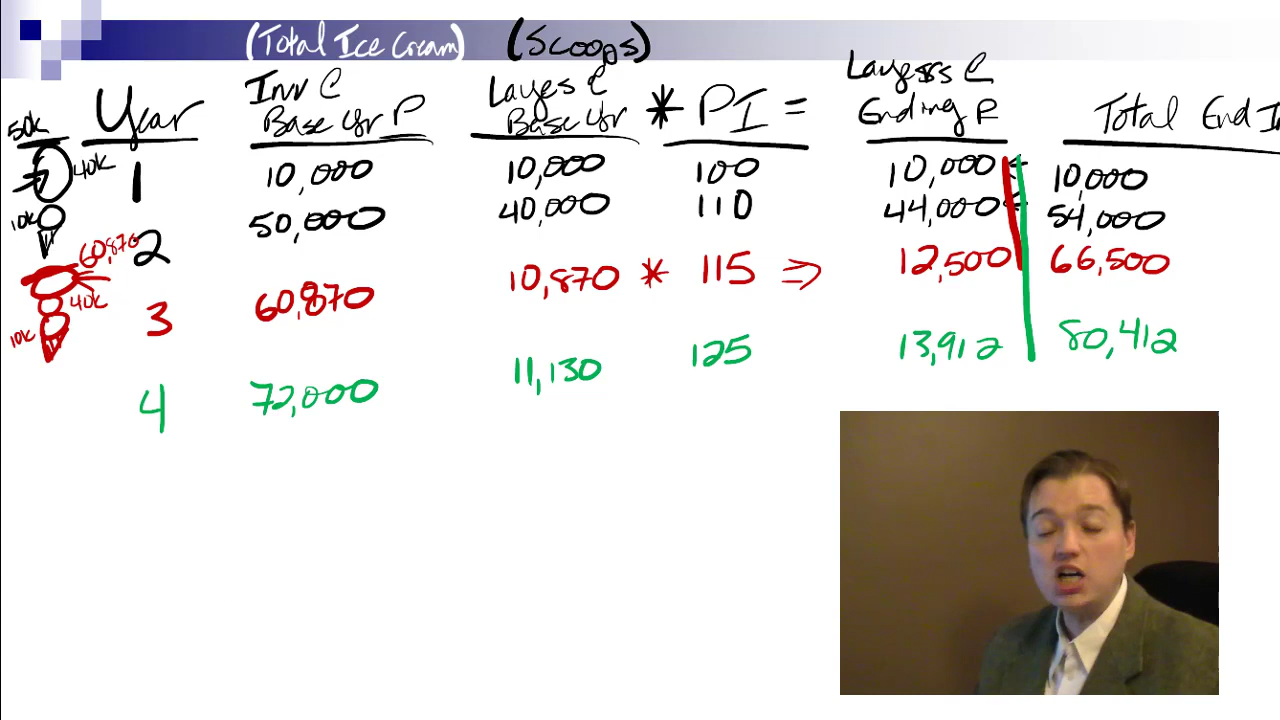 (Total Ice Cream) (Scoops)
50k Year Inv @ Base Yr P Layes @ Base Yr * PI = Layers @ Ending P Total End In
40k 1 10,000 10,000 100 10,000 10,000
10k 2 50,000 40,000 110 44,000 54,000
60,870 40k 10k 3 60,870 10,870 * 115 ⇒ 12,500 66,500
4 72,000 11,130 125 13,912 80,412